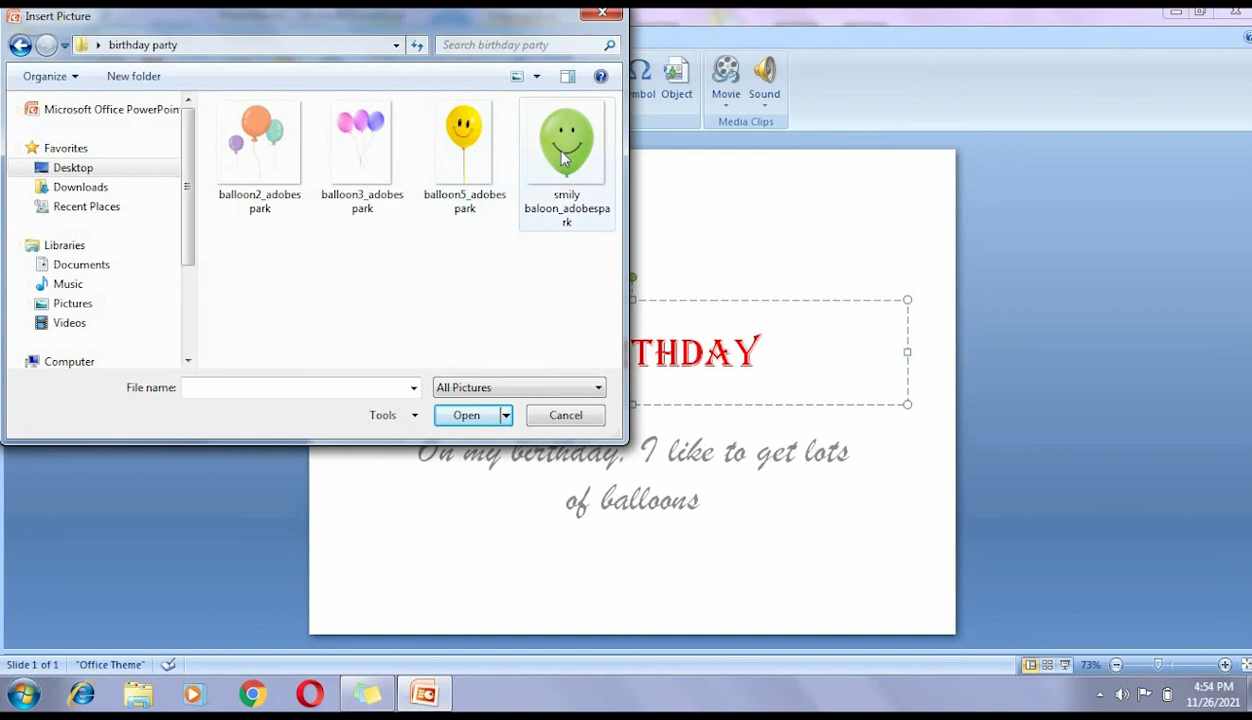 Insert Picture
birthday party
Search birthday party
Organize
New folder
Microsoft Office PowerPoin
Favorites
Desktop
Downloads
Recent Places
Libraries
Documents
Music
Pictures
Videos
Computer
balloon2_adobes
park
balloon3_adobes
park
balloon5_adobes
park
smily
baloon_adobespa
rk
File name:
All Pictures
Tools
Open
Cancel
mbol
Object
Movie
Sound
Media Clips
THDAY
On my birthday, I like to get lots
of balloons
Slide 1 of 1
"Office Theme"
73%
4:54 PM
11/26/2021